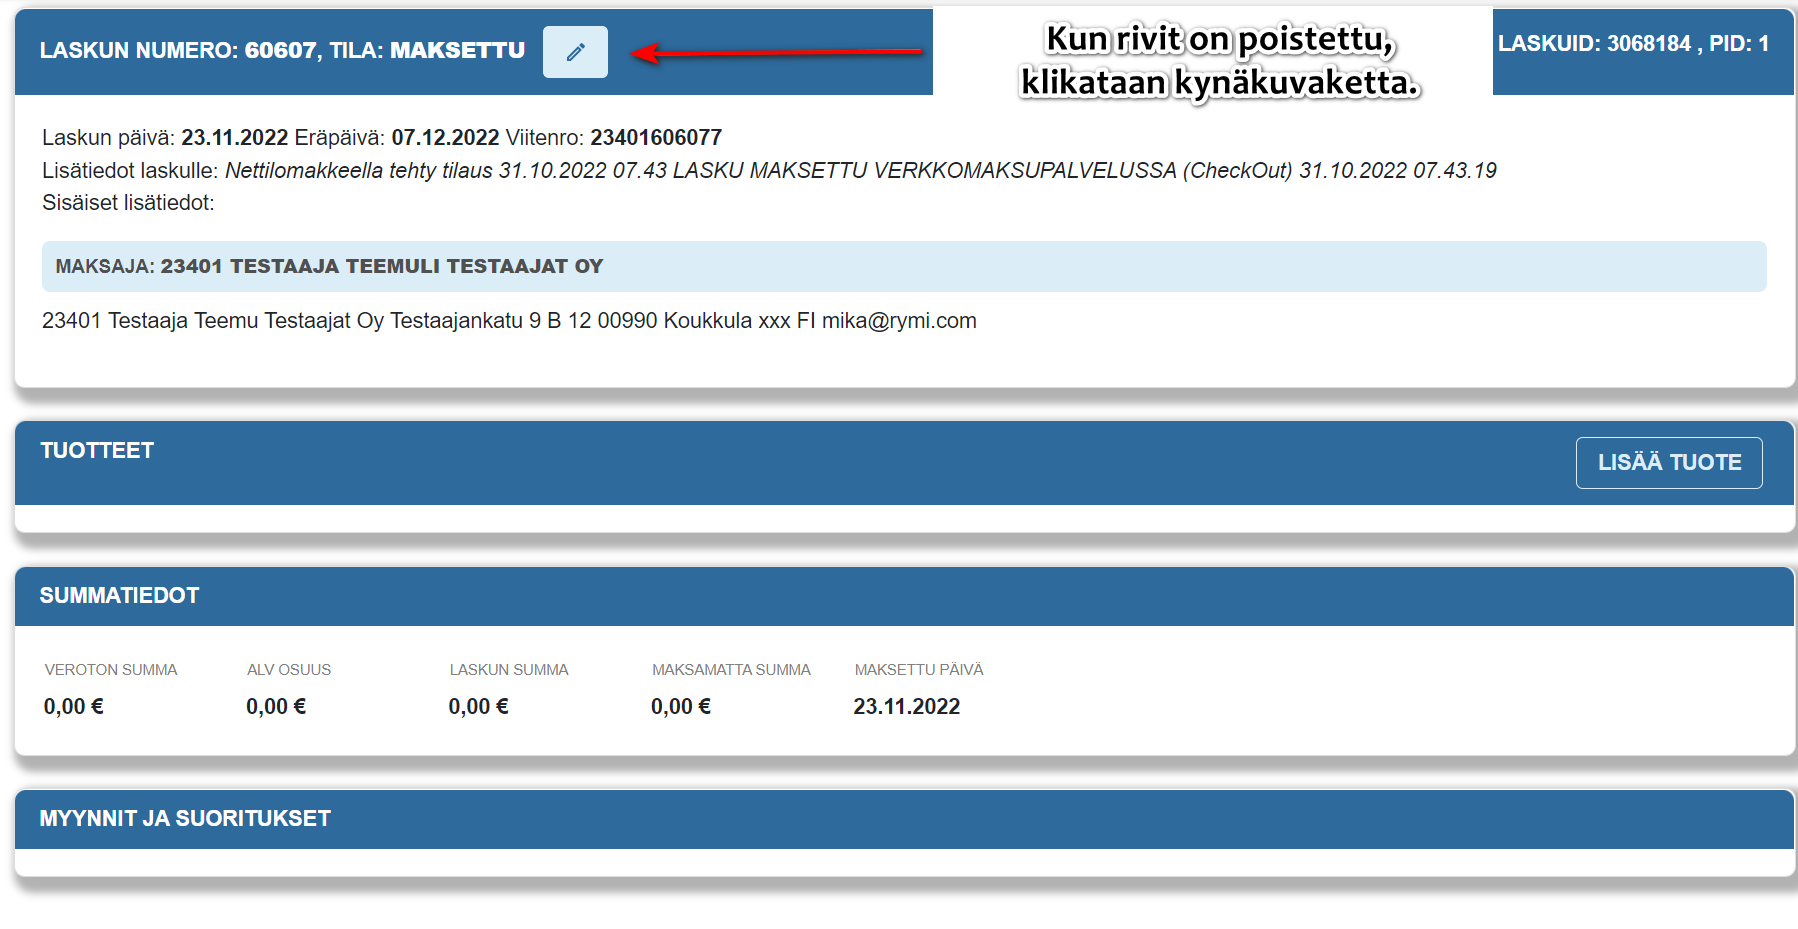 LASKUN NUMERO: 60607, TILA: MAKSETTU
Kun rivit on poistettu,
klikataan kynäkuvaketta.
LASKUID: 3068184 , PID: 1
Laskun päivä: 23.11.2022 Eräpäivä: 07.12.2022 Viitenro: 23401606077
Lisätiedot laskulle: Nettilomakkeella tehty tilaus 31.10.2022 07.43 LASKU MAKSETTU VERKKOMAKSUPALVELUSSA (CheckOut) 31.10.2022 07.43.19
Sisäiset lisätiedot:
MAKSAJA: 23401 TESTAAJA TEEMULI TESTAAJAT OY
23401 Testaaja Teemu Testaajat Oy Testaajankatu 9 B 12 00990 Koukkula xxx FI mika@rymi.com
TUOTTEET
LISÄÄ TUOTE
SUMMATIEDOT
VEROTON SUMMA ALV OSUUS LASKUN SUMMA MAKSAMATTA SUMMA MAKSETTU PÄIVÄ
0,00 € 0,00 € 0,00 € 0,00 € 23.11.2022
MYYNNIT JA SUORITUKSET